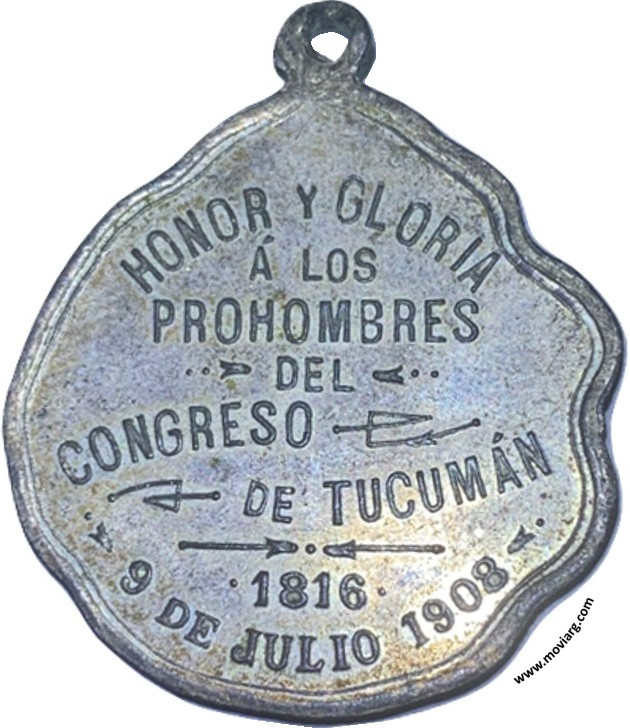 HONOR Y GLORIA
Á LOS
PROHOMBRES
DEL
CONGRESO
DE TUCUMÁN
·1816·
9 DE JULIO 1908
www.moviarg.com